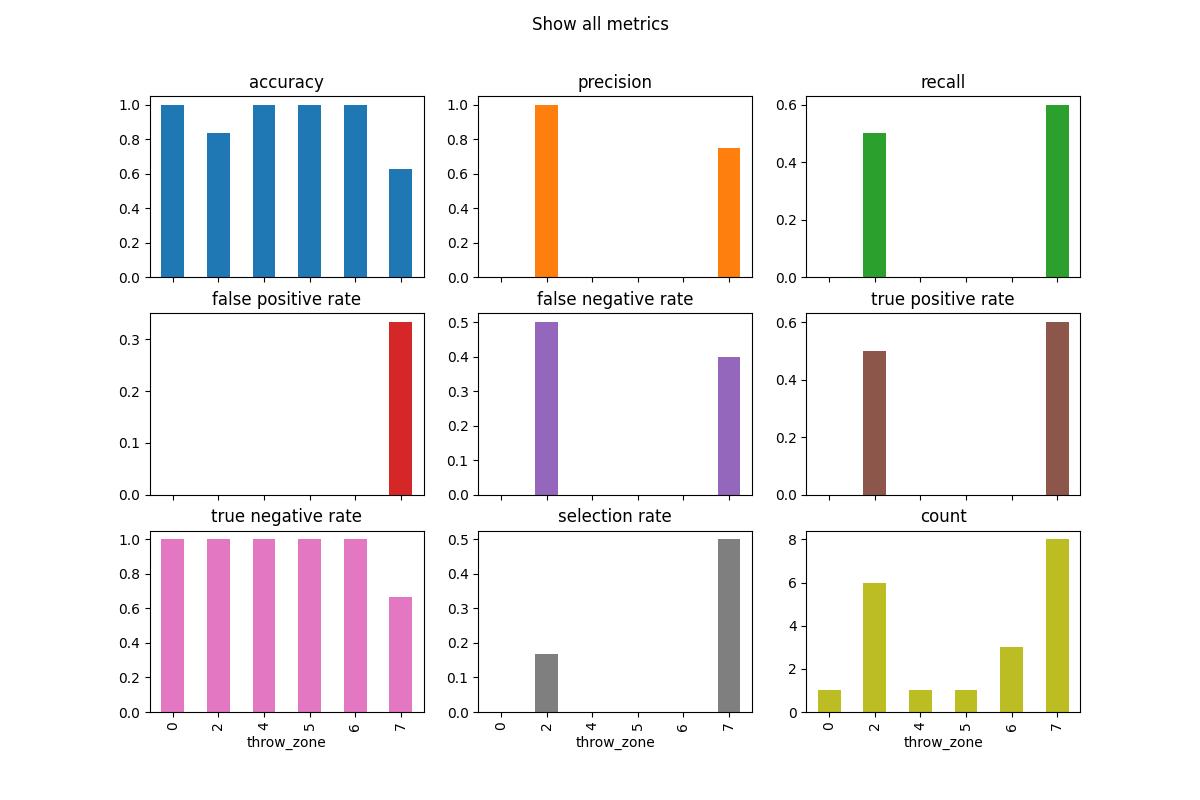 Show all metrics
accuracy
1.0
0.8
0.6
0.4
0.2
0.0
precision
1.0
0.8
0.6
0.4
0.2
0.0
recall
0.6
0.4
0.2
0.0
false positive rate
0.3
0.2
0.1
0.0
false negative rate
0.5
0.4
0.3
0.2
0.1
0.0
true positive rate
0.6
0.4
0.2
0.0
true negative rate
1.0
0.8
0.6
0.4
0.2
0.0
0 2 4 5 6 7
throw_zone
selection rate
0.5
0.4
0.3
0.2
0.1
0.0
0 2 4 5 6 7
throw_zone
count
8
6
4
2
0
0 2 4 5 6 7
throw_zone